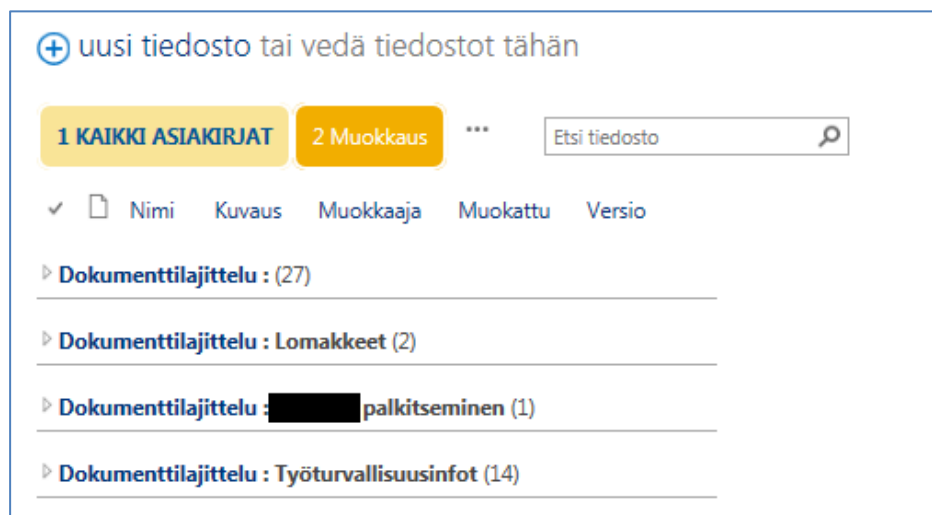 uusi tiedosto tai vedä tiedostot tähän
1 KAIKKI ASIAKIRJAT 2 Muokkaus ... Etsi tiedosto
Nimi Kuvaus Muokkaaja Muokattu Versio
Dokumenttilajittelu : (27)
Dokumenttilajittelu : Lomakkeet (2)
Dokumenttilajittelu : palkitseminen (1)
Dokumenttilajittelu : Työturvallisuusinfot (14)